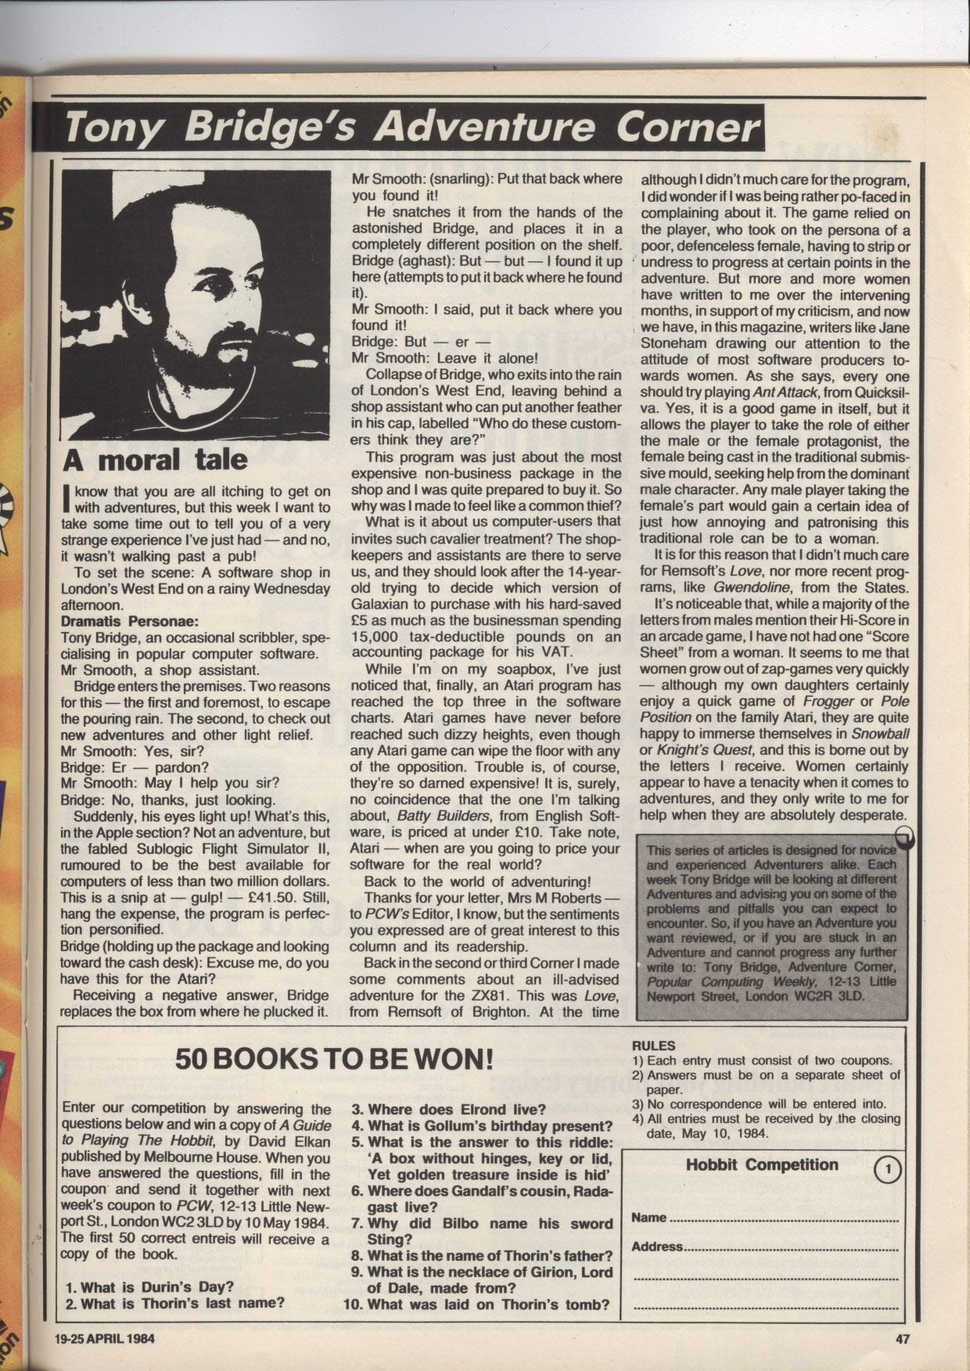 Tony Bridge's Adventure Corner
A moral tale
I know that you are all itching to get on
with adventures, but this week I want to
take some time out to tell you of a very
strange experience I've just had — and no,
it wasn't walking past a pub!
To set the scene: A software shop in
London's West End on a rainy Wednesday
afternoon.
Dramatis Personae:
Tony Bridge, an occasional scribbler, spe-
cialising in popular computer software.
Mr Smooth, a shop assistant.
Bridge enters the premises. Two reasons
for this — the first and foremost, to escape
the pouring rain. The second, to check out
new adventures and other light relief.
Mr Smooth: Yes, sir?
Bridge: Er — pardon?
Mr Smooth: May I help you sir?
Bridge: No, thanks, just looking.
Suddenly, his eyes light up! What's this,
in the Apple section? Not an adventure, but
the fabled Sublogic Flight Simulator II,
rumoured to be the best available for
computers of less than two million dollars.
This is a snip at — gulp! — £41.50. Still,
hang the expense, the program is perfec-
tion personified.
Bridge (holding up the package and looking
toward the cash desk): Excuse me, do you
have this for the Atari?
Receiving a negative answer, Bridge
replaces the box from where he plucked it.
Mr Smooth: (snarling): Put that back where
you found it!
He snatches it from the hands of the
astonished Bridge, and places it in a
completely different position on the shelf.
Bridge (aghast): But — but — I found it up
here (attempts to put it back where he found
it).
Mr Smooth: I said, put it back where you
found it!
Bridge: But — er —
Mr Smooth: Leave it alone!
Collapse of Bridge, who exits into the rain
of London's West End, leaving behind a
shop assistant who can put another feather
in his cap, labelled "Who do these custom-
ers think they are?"
This program was just about the most
expensive non-business package in the
shop and I was quite prepared to buy it. So
why was I made to feel like a common thief?
What is it about us computer-users that
invites such cavalier treatment? The shop-
keepers and assistants are there to serve
us, and they should look after the 14-year-
old trying to decide which version of
Galaxian to purchase with his hard-saved
£5 as much as the businessman spending
15,000 tax-deductible pounds on an
accounting package for his VAT.
While I'm on my soapbox, I've just
noticed that, finally, an Atari program has
reached the top three in the software
charts. Atari games have never before
reached such dizzy heights, even though
any Atari game can wipe the floor with any
of the opposition. Trouble is, of course,
they're so darned expensive! It is, surely,
no coincidence that the one I'm talking
about, Batty Builders, from English Soft-
ware, is priced at under £10. Take note,
Atari — when are you going to price your
software for the real world?
Back to the world of adventuring!
Thanks for your letter, Mrs M Roberts —
to PCW's Editor, I know, but the sentiments
you expressed are of great interest to this
column and its readership.
Back in the second or third Corner I made
some comments about an ill-advised
adventure for the ZX81. This was Love,
from Remsoft of Brighton. At the time
although I didn't much care for the program,
I did wonder if I was being rather po-faced in
complaining about it. The game relied on
the player, who took on the persona of a
poor, defenceless female, having to strip or
undress to progress at certain points in the
adventure. But more and more women
have written to me over the intervening
months, in support of my criticism, and now
we have, in this magazine, writers like Jane
Stoneham drawing our attention to the
attitude of most software producers to-
wards women. As she says, every one
should try playing Ant Attack, from Quicksil-
va. Yes, it is a good game in itself, but it
allows the player to take the role of either
the male or the female protagonist, the
female being cast in the traditional submis-
sive mould, seeking help from the dominant
male character. Any male player taking the
female's part would gain a certain idea of
just how annoying and patronising this
traditional role can be to a woman.
It is for this reason that I didn't much care
for Remsoft's Love, nor more recent prog-
rams, like Gwendoline, from the States.
It's noticeable that, while a majority of the
letters from males mention their Hi-Score in
an arcade game, I have not had one "Score
Sheet" from a woman. It seems to me that
women grow out of zap-games very quickly
— although my own daughters certainly
enjoy a quick game of Frogger or Pole
Position on the family Atari, they are quite
happy to immerse themselves in Snowball
or Knight's Quest, and this is borne out by
the letters I receive. Women certainly
appear to have a tenacity when it comes to
adventures, and they only write to me for
help when they are absolutely desperate.
This series of articles is designed for novice
and experienced Adventurers alike. Each
week Tony Bridge will be looking at different
Adventures and advising you on some of the
problems and pitfalls you can expect to
encounter. So, if you have an Adventure you
want reviewed, or if you are stuck in an
Adventure and cannot progress any further
write to: Tony Bridge, Adventure Corner,
Popular Computing Weekly, 12-13 Little
Newport Street, London WC2R 3LD.
50 BOOKS TO BE WON!
Enter our competition by answering the
questions below and win a copy of A Guide
to Playing The Hobbit, by David Elkan
published by Melbourne House. When you
have answered the questions, fill in the
coupon and send it together with next
week's coupon to PCW, 12-13 Little New-
port St., London WC2 3LD by 10 May 1984.
The first 50 correct entreis will receive a
copy of the book.
1. What is Durin's Day?
2. What is Thorin's last name?
3. Where does Elrond live?
4. What is Gollum's birthday present?
5. What is the answer to this riddle:
'A box without hinges, key or lid,
Yet golden treasure inside is hid'
6. Where does Gandalf's cousin, Rada-
gast live?
7. Why did Bilbo name his sword
Sting?
8. What is the name of Thorin's father?
9. What is the necklace of Girion, Lord
of Dale, made from?
10. What was laid on Thorin's tomb?
RULES
1) Each entry must consist of two coupons.
2) Answers must be on a separate sheet of
paper.
3) No correspondence will be entered into.
4) All entries must be received by the closing
date, May 10, 1984.
Hobbit Competition 1
Name
Address
19-25 APRIL 1984
47